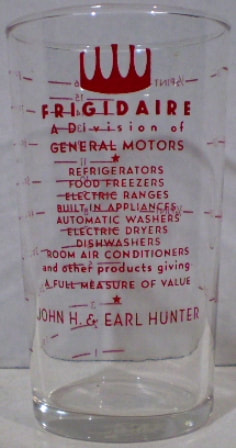 FRIGIDAIRE
A Division of
GENERAL MOTORS
REFRIGERATORS
FOOD FREEZERS
ELECTRIC RANGES
BUILT IN APPLIANCES
AUTOMATIC WASHERS
ELECTRIC DRYERS
DISHWASHERS
ROOM AIR CONDITIONERS
and other products giving
A FULL MEASURE OF VALUE
JOHN H. & EARL HUNTER